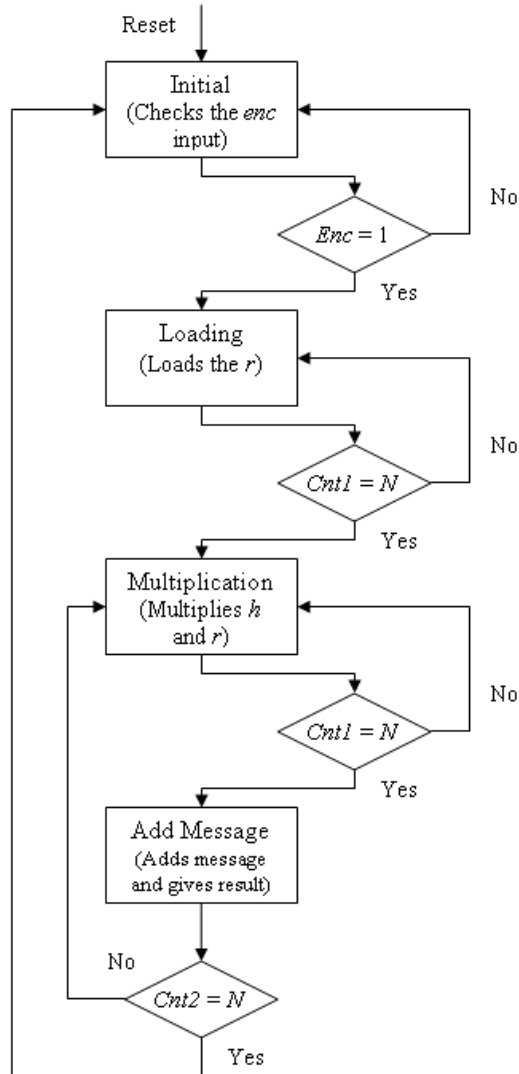 Reset
Initial
(Checks the enc
input)
No
Enc = 1
Yes
Loading
(Loads the r)
No
Cnt1 = N
Yes
Multiplication
(Multiplies h
and r)
No
Cnt1 = N
Yes
Add Message
(Adds message
and gives result)
No
Cnt2 = N
Yes